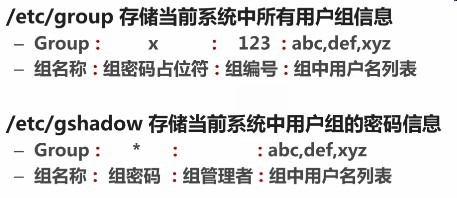 /etc/group 存储当前系统中所有用户组信息
– Group： x ： 123：abc,def,xyz
– 组名称：组密码占位符：组编号：组中用户名列表
/etc/gshadow 存储当前系统中用户组的密码信息
– Group： * ： ：abc,def,xyz
– 组名称： 组密码 ：组管理者：组中用户名列表